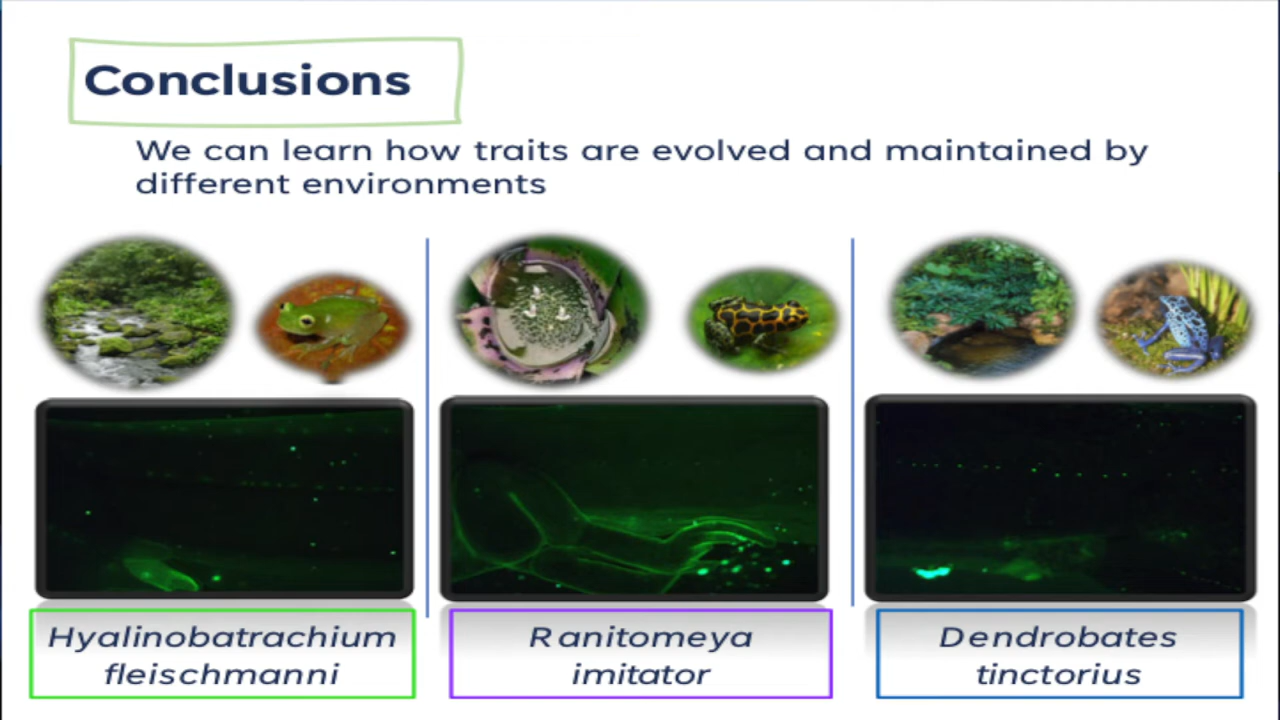 Conclusions
We can learn how traits are evolved and maintained by
different environments
Hyalinobatrachium
fleischmanni
Ranitomeya
imitator
Dendrobates
tinctorius